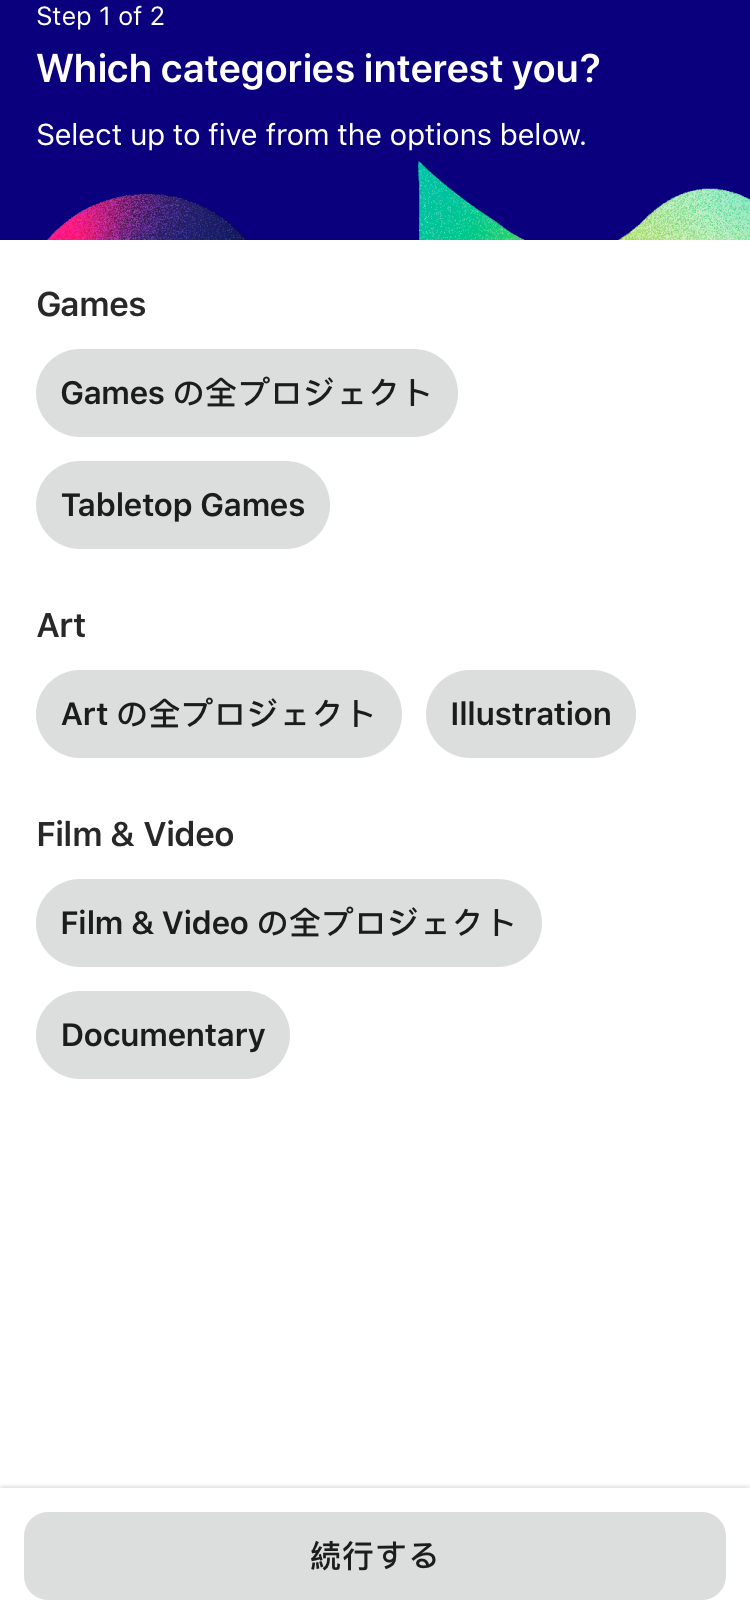 Step 1 of 2
Which categories interest you?
Select up to five from the options below.
Games
Games の全プロジェクト
Tabletop Games
Art
Art の全プロジェクト
Illustration
Film & Video
Film & Video の全プロジェクト
Documentary
続行する